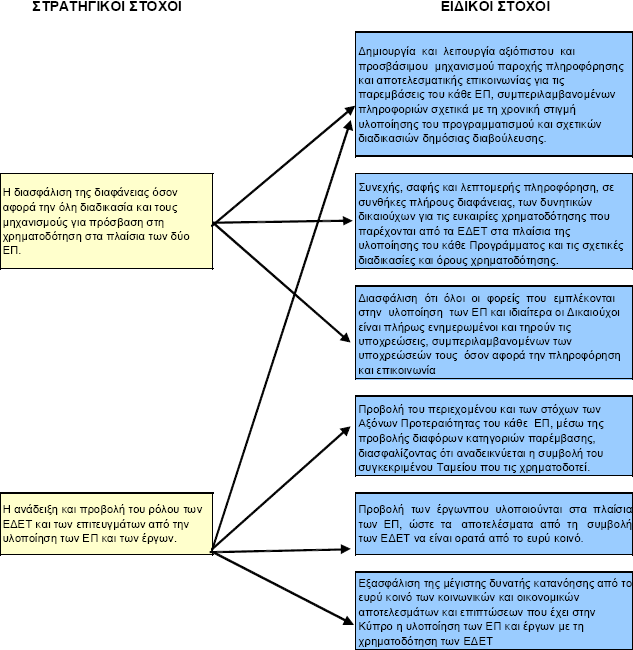 ΣΤΡΑΤΗΓΙΚΟΙ ΣΤΟΧΟΙ
ΕΙΔΙΚΟΙ ΣΤΟΧΟΙ
Δημιουργία και λειτουργία αξιόπιστου και
προσβάσιμου μηχανισμού παροχής πληροφόρησης
και αποτελεσματικής επικοινωνίας για τις
παρεμβάσεις του κάθε ΕΠ, συμπεριλαμβανομένων
πληροφοριών σχετικά με τη χρονική στιγμή
υλοποίησης του προγραμματισμού και σχετικών
διαδικασιών δημόσιας διαβούλευσης.
Η διασφάλιση της διαφάνειας όσον
αφορά την όλη διαδικασία και τους
μηχανισμούς για πρόσβαση στη
χρηματοδότηση στα πλαίσια των δύο
ΕΠ.
Συνεχής, σαφής και λεπτομερής πληροφόρηση, σε
συνθήκες πλήρους διαφάνειας, των δυνητικών
δικαιούχων για τις ευκαιρίες χρηματοδότησης που
παρέχονται από τα ΕΔΕΤ στα πλαίσια της
υλοποίησης του κάθε Προγράμματος και τις σχετικές
διαδικασίες και όρους χρηματοδότησης.
Διασφάλιση ότι όλοι οι φορείς που εμπλέκονται
στην υλοποίηση των ΕΠ και ιδιαίτερα οι Δικαιούχοι
είναι πλήρως ενημερωμένοι και τηρούν τις
υποχρεώσεις, συμπεριλαμβανομένων των
υποχρεώσεών τους όσον αφορά την πληροφόρηση
και επικοινωνία
Προβολή του περιεχομένου και των στόχων των
Αξόνων Προτεραιότητας του κάθε ΕΠ, μέσω της
προβολής διαφόρων κατηγοριών παρέμβασης,
διασφαλίζοντας ότι αναδεικνύεται η συμβολή του
συγκεκριμένου Ταμείου που τις χρηματοδοτεί.
Η ανάδειξη και προβολή του ρόλου των
ΕΔΕΤ και των επιτευγμάτων από την
υλοποίηση των ΕΠ και των έργων.
Προβολή των έργωνπου υλοποιούνται στα πλαίσια
των ΕΠ, ώστε τα αποτελέσματα από τη συμβολή
των ΕΔΕΤ να είναι ορατά από το ευρύ κοινό.
Εξασφάλιση της μέγιστης δυνατής κατανόησης από το
ευρύ κοινό των κοινωνικών και οικονομικών
αποτελεσμάτων και επιπτώσεων που έχει στην
Κύπρο η υλοποίηση των ΕΠ και έργων με τη
χρηματοδότηση των ΕΔΕΤ